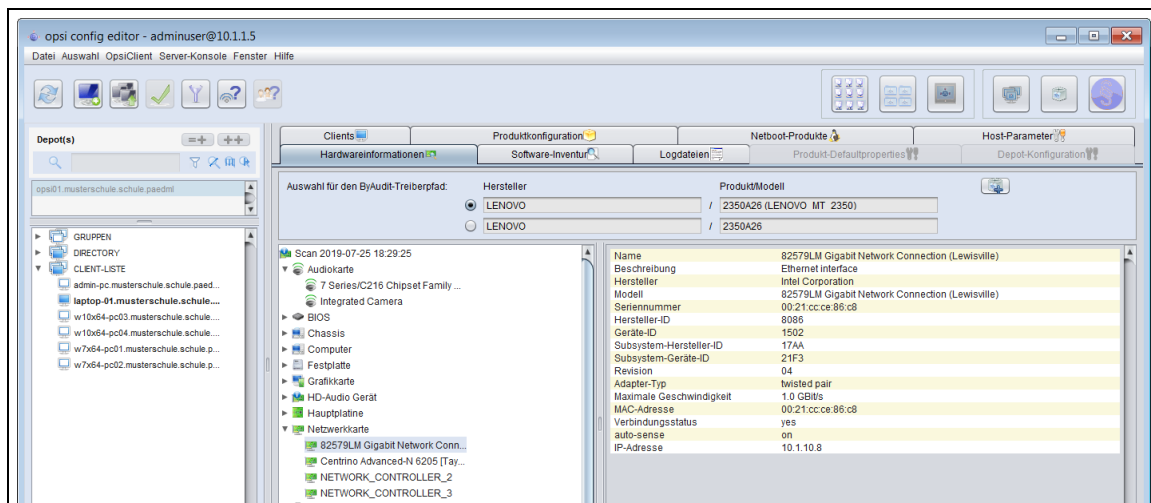 opsi config editor - adminuser@10.1.1.5
Datei Auswahl OpsiClient Server-Konsole Fenster Hilfe
Depot(s)
opsi01.musterschule.schule.paedml
GRUPPEN
DIRECTORY
CLIENT-LISTE
admin-pc.musterschule.schule.paed...
laptop-01.musterschule.schule....
w10x64-pc03.musterschule.schule....
w10x64-pc04.musterschule.schule....
w7x64-pc01.musterschule.schule.p...
w7x64-pc02.musterschule.schule.p...
Clients Produktkonfiguration Netboot-Produkte Host-Parameter
Hardwareinformationen Software-Inventur Logdateien Produkt-Defaultproperties Depot-Konfiguration
Auswahl für den ByAudit-Treiberpfad: Hersteller Produkt/Modell
LENOVO / 2350A26 (LENOVO MT 2350)
LENOVO / 2350A26
Scan 2019-07-25 18:29:25
Audiokarte
7 Series/C216 Chipset Family ...
Integrated Camera
BIOS
Chassis
Computer
Festplatte
Grafikkarte
HD-Audio Gerät
Hauptplatine
Netzwerkkarte
82579LM Gigabit Network Conn...
Centrino Advanced-N 6205 [Tay...
NETWORK_CONTROLLER_2
NETWORK_CONTROLLER_3
Name 82579LM Gigabit Network Connection (Lewisville)
Beschreibung Ethernet interface
Hersteller Intel Corporation
Modell 82579LM Gigabit Network Connection (Lewisville)
Seriennummer 00:21:cc:ce:86:c8
Hersteller-ID 8086
Geräte-ID 1502
Subsystem-Hersteller-ID 17AA
Subsystem-Geräte-ID 21F3
Revision 04
Adapter-Typ twisted pair
Maximale Geschwindigkeit 1.0 GBit/s
MAC-Adresse 00:21:cc:ce:86:c8
Verbindungsstatus yes
auto-sense on
IP-Adresse 10.1.10.8